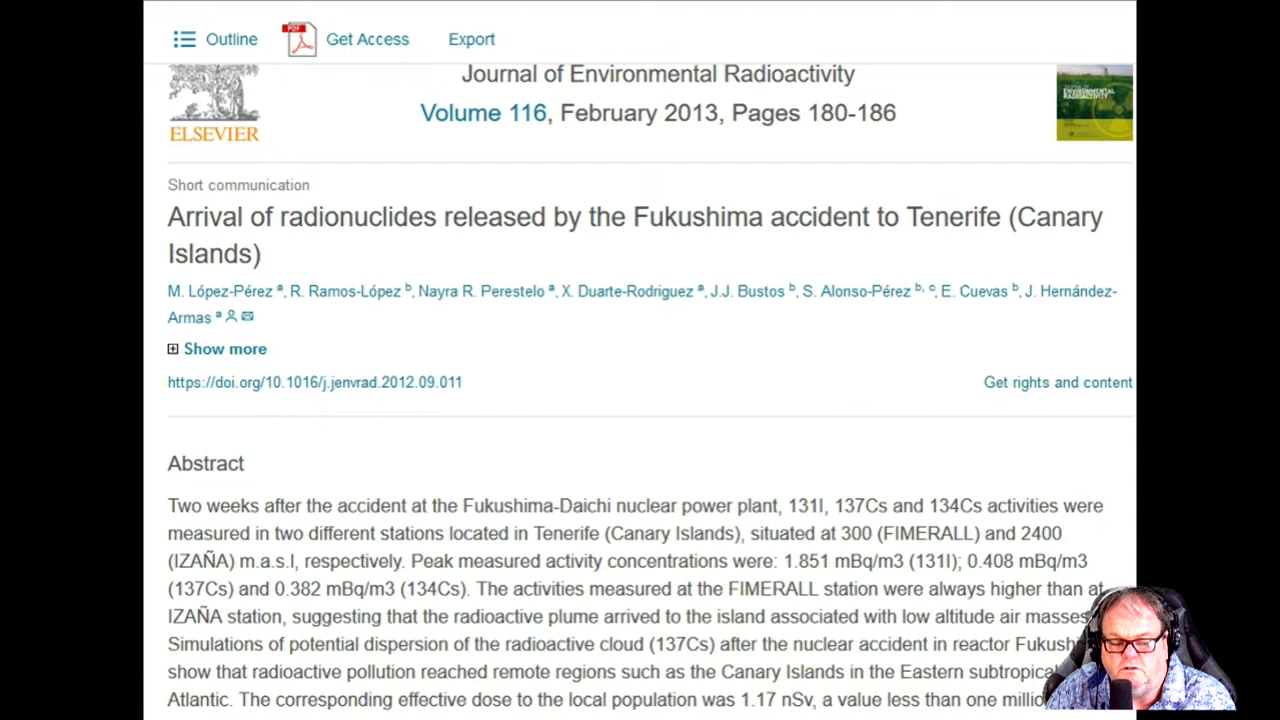 Outline
PDF
Get Access
Export
ELSEVIER
Journal of Environmental Radioactivity
Volume 116, February 2013, Pages 180-186
ENVIRONMENTAL
RADIOACTIVITY
Short communication
Arrival of radionuclides released by the Fukushima accident to Tenerife (Canary
Islands)
M. López-Pérez a, R. Ramos-López b, Nayra R. Perestelo a, X. Duarte-Rodriguez a, J.J. Bustos b, S. Alonso-Pérez b, c, E. Cuevas b, J. Hernández-
Armas a
Show more
https://doi.org/10.1016/j.jenvrad.2012.09.011
Get rights and content
Abstract
Two weeks after the accident at the Fukushima-Daichi nuclear power plant, 131I, 137Cs and 134Cs activities were
measured in two different stations located in Tenerife (Canary Islands), situated at 300 (FIMERALL) and 2400
(IZAÑA) m.a.s.l, respectively. Peak measured activity concentrations were: 1.851 mBq/m3 (131I); 0.408 mBq/m3
(137Cs) and 0.382 mBq/m3 (134Cs). The activities measured at the FIMERALL station were always higher than at
IZAÑA station, suggesting that the radioactive plume arrived to the island associated with low altitude air masses
Simulations of potential dispersion of the radioactive cloud (137Cs) after the nuclear accident in reactor
show that radioactive pollution reached remote regions such as the Canary Islands in the Eastern
Atlantic. The corresponding effective dose to the local population was 1.17 nSv, a value less than one